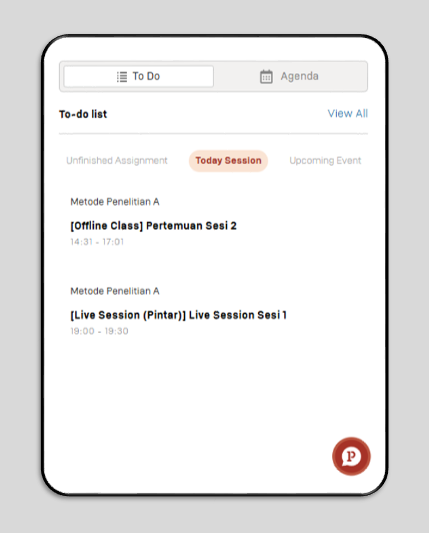 To Do
Agenda
To-do list
View All
Unfinished Assignment
Today Session
Upcoming Event
Metode Penelitian A
[Offline Class] Pertemuan Sesi 2
14:31 - 17:01
Metode Penelitian A
[Live Session (Pintar)] Live Session Sesi 1
19:00 - 19:30
P